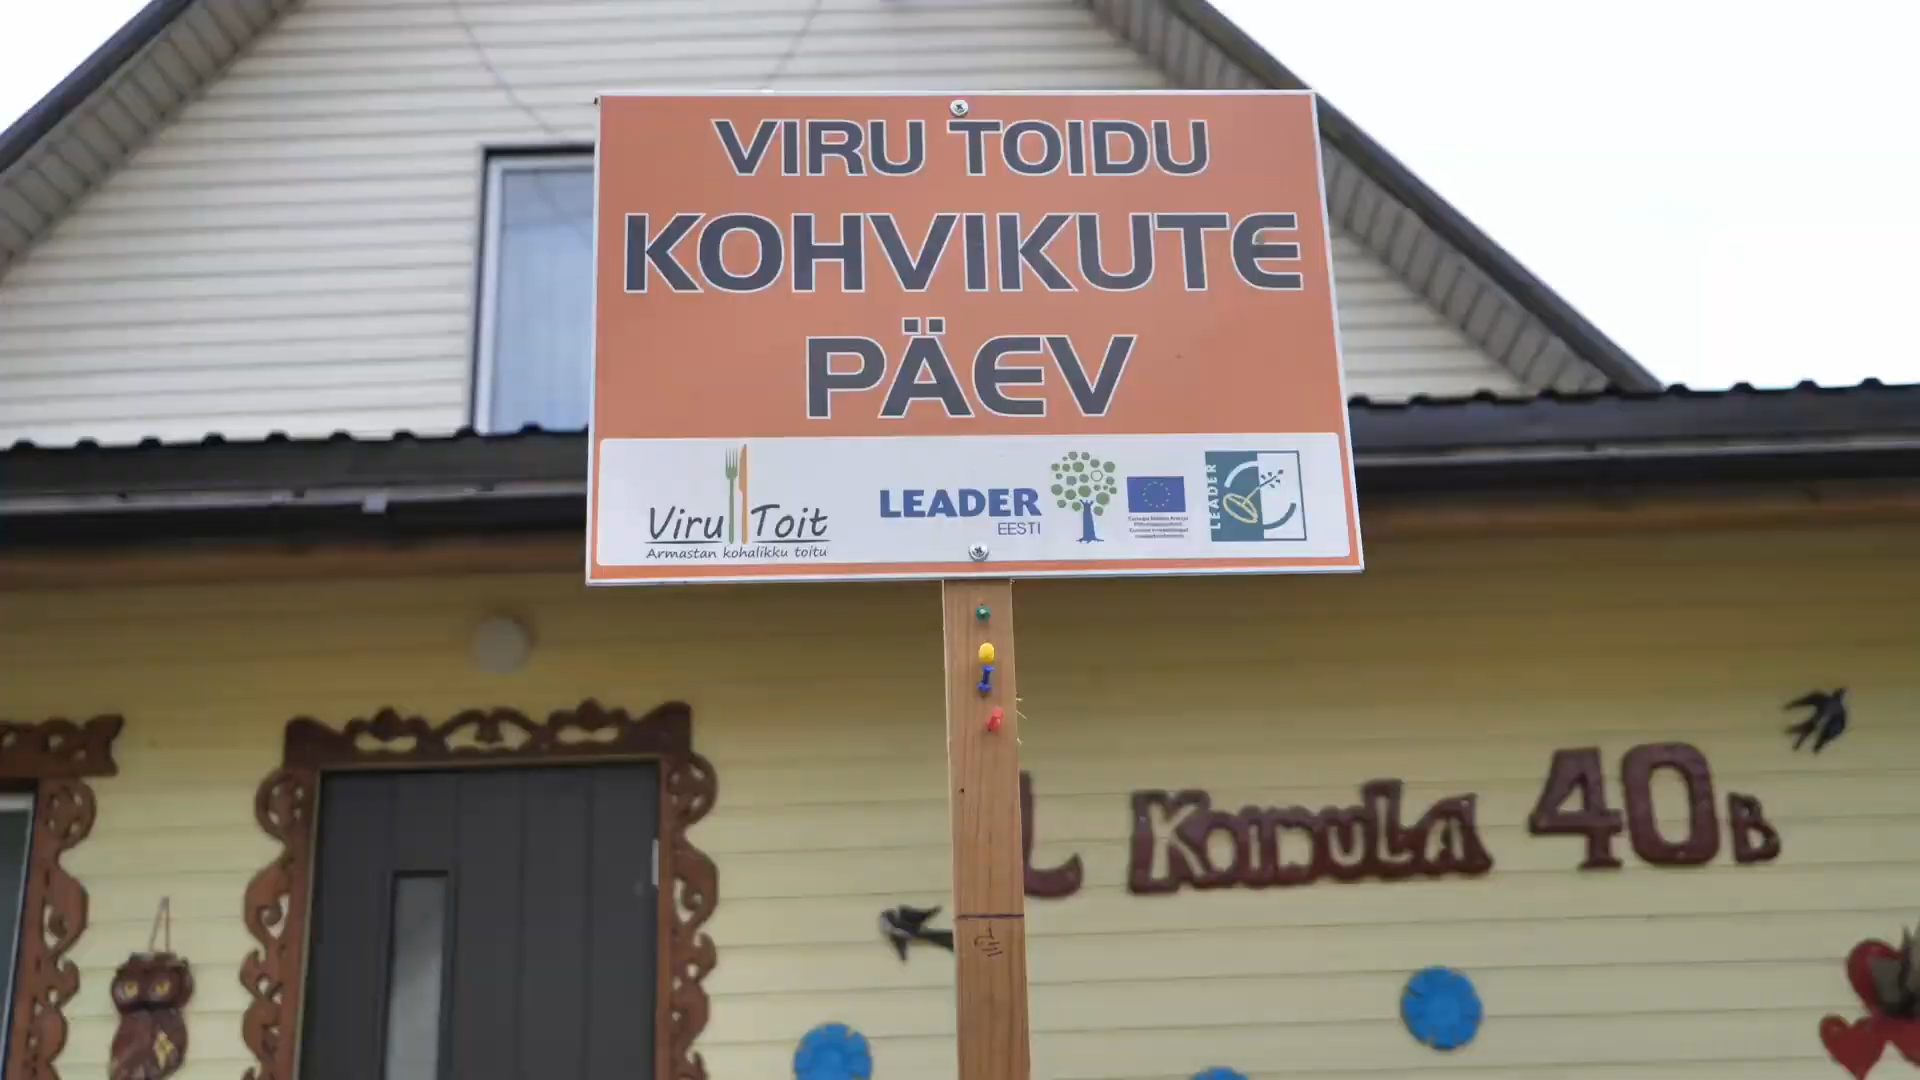 VIRU TOIDU
KOHVIKUTE
PÄEV
Viru Toit
Armastan kohalikku toitu
LEADER
EESTI
LEADER
L KOIDULA 40B